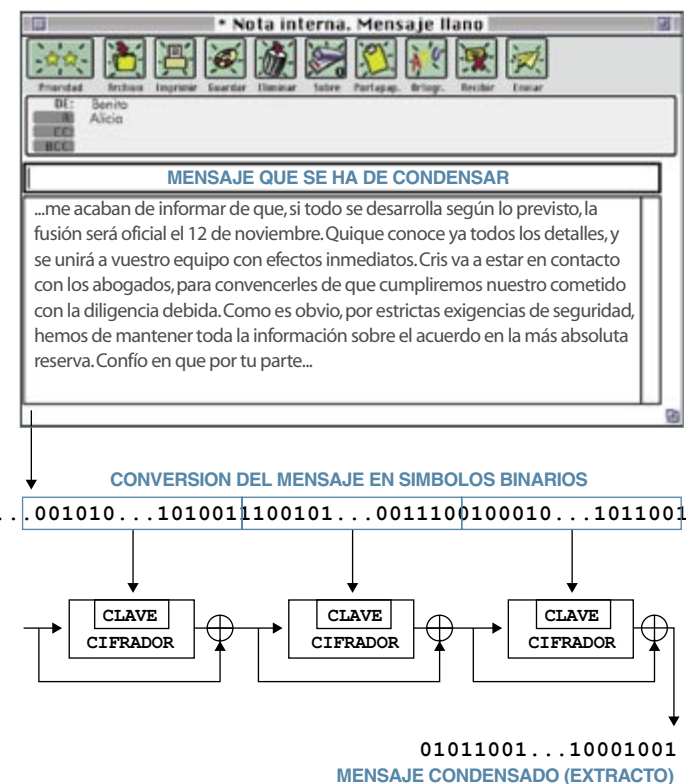 * Nota interna. Mensaje llano
Prioridad Archivo Imprimir Guardar Eliminar Sobre Portapap. Ortogr. Recibir Enviar
DE: Benito
A: Alicia
CC:
BCC:
MENSAJE QUE SE HA DE CONDENSAR
...me acaban de informar de que, si todo se desarrolla según lo previsto, la
fusión será oficial el 12 de noviembre. Quique conoce ya todos los detalles, y
se unirá a vuestro equipo con efectos inmediatos. Cris va a estar en contacto
con los abogados, para convencerles de que cumpliremos nuestro cometido
con la diligencia debida. Como es obvio, por estrictas exigencias de seguridad,
hemos de mantener toda la información sobre el acuerdo en la más absoluta
reserva. Confío en que por tu parte...
CONVERSION DEL MENSAJE EN SIMBOLOS BINARIOS
...001010...1010011100101...0011100100010...1011001
CLAVE CLAVE CLAVE
CIFRADOR CIFRADOR CIFRADOR
01011001...10001001
MENSAJE CONDENSADO (EXTRACTO)